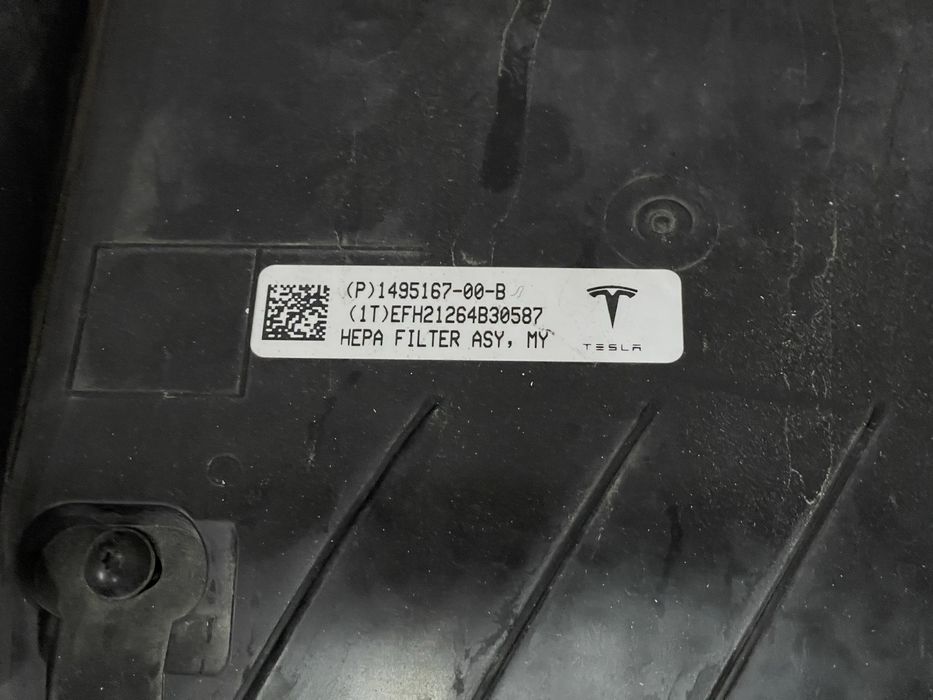 (P)1495167-00-B
(1T)EFH21264B30587
HEPA FILTER ASY, MY
TESLA